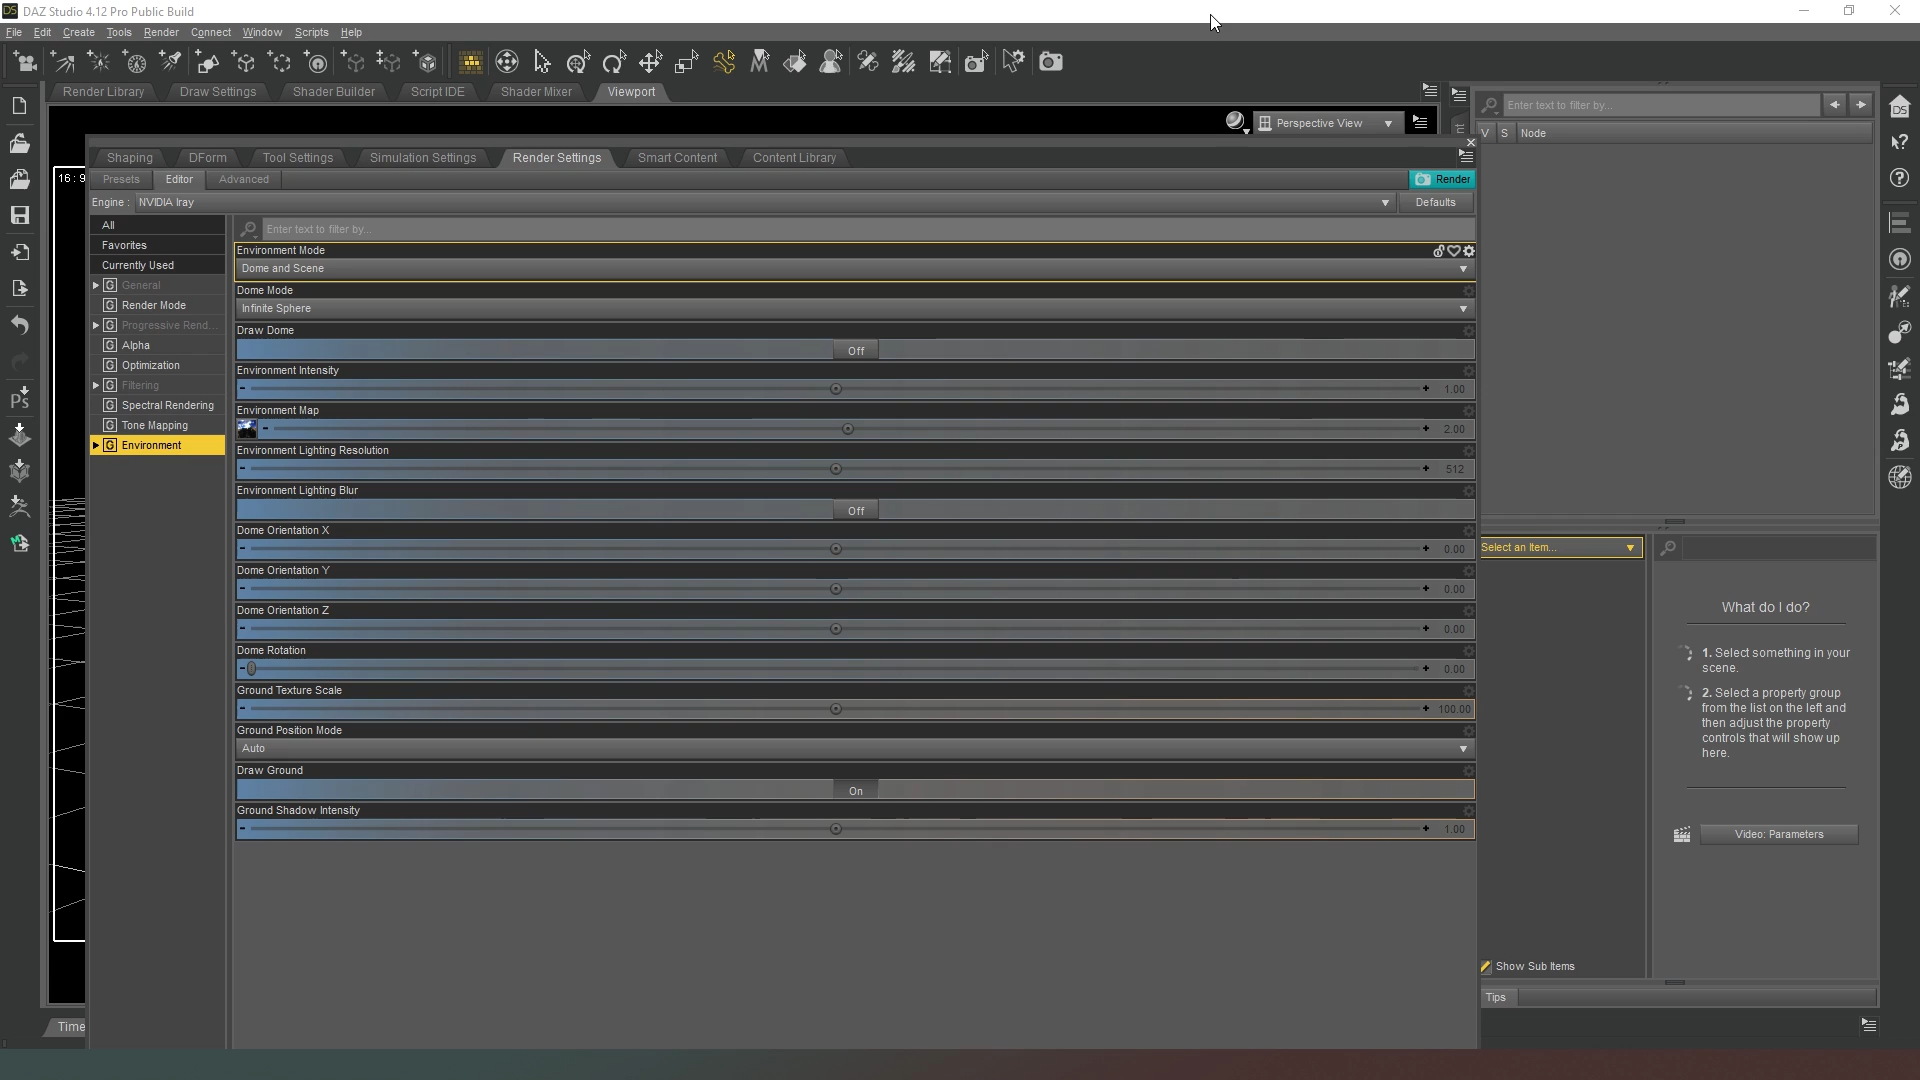 DAZ Studio 4.12 Pro Public Build
File Edit Create Tools Render Connect Window Scripts Help
Render Library Draw Settings Shader Builder Script IDE Shader Mixer Viewport
Enter text to filter by...
Perspective View
V S Node
Shaping DForm Tool Settings Simulation Settings Render Settings Smart Content Content Library
16 : 9
Presets Editor Advanced Render
Engine : NVIDIA Iray Defaults
All
Favorites
Currently Used
G General
G Render Mode
G Progressive Rend...
G Alpha
G Optimization
G Filtering
G Spectral Rendering
G Tone Mapping
G Environment
Enter text to filter by...
Environment Mode
Dome and Scene
Dome Mode
Infinite Sphere
Draw Dome
Off
Environment Intensity
- + 1.00
Environment Map
- + 2.00
Environment Lighting Resolution
- + 512
Environment Lighting Blur
Off
Dome Orientation X
- + 0.00
Dome Orientation Y
- + 0.00
Dome Orientation Z
- + 0.00
Dome Rotation
- + 0.00
Ground Texture Scale
- + 100.00
Ground Position Mode
Auto
Draw Ground
On
Ground Shadow Intensity
- + 1.00
Select an Item...
What do I do?
1. Select something in your
scene.
2. Select a property group
from the list on the left and
then adjust the property
controls that will show up
here.
Video: Parameters
Show Sub Items
Tips
Time
DS
Ps